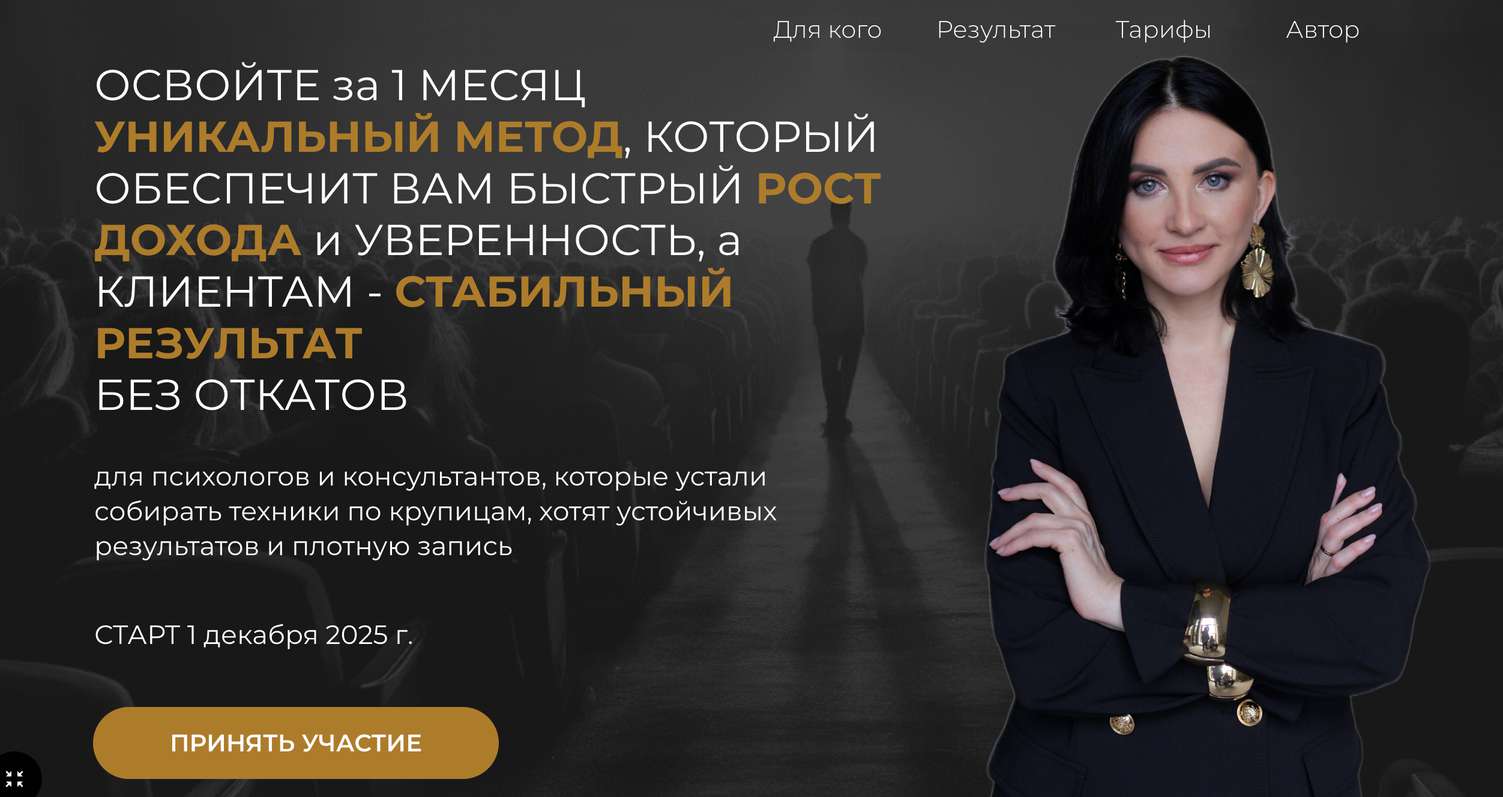 Для кого Результат Тарифы Автор
ОСВОЙТЕ за 1 МЕСЯЦ
УНИКАЛЬНЫЙ МЕТОД, КОТОРЫЙ
ОБЕСПЕЧИТ ВАМ БЫСТРЫЙ РОСТ
ДОХОДА и УВЕРЕННОСТЬ, а
КЛИЕНТАМ - СТАБИЛЬНЫЙ
РЕЗУЛЬТАТ
БЕЗ ОТКАТОВ
для психологов и консультантов, которые устали
собирать техники по крупицам, хотят устойчивых
результатов и плотную запись
СТАРТ 1 декабря 2025 г.
ПРИНЯТЬ УЧАСТИЕ